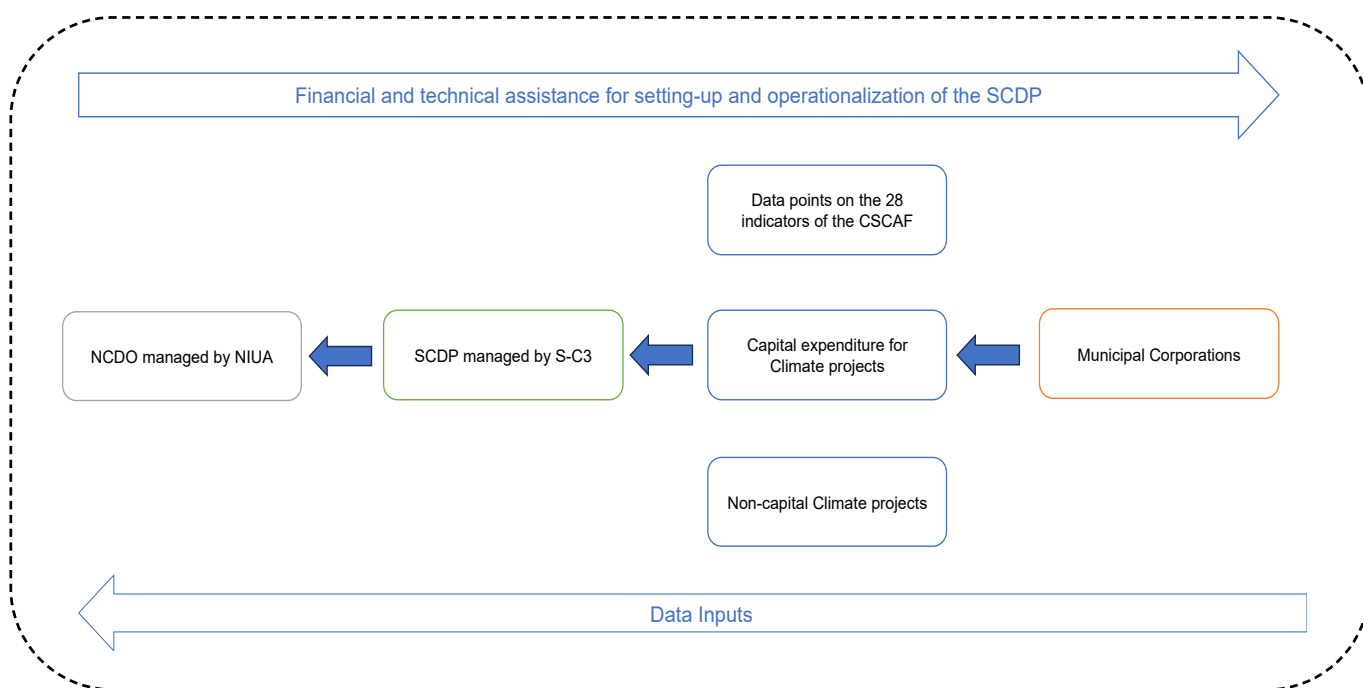 Financial and technical assistance for setting-up and operationalization of the SCDP
Data points on the 28
indicators of the CSCAF
NCDO managed by NIUA
SCDP managed by S-C3
Capital expenditure for
Climate projects
Municipal Corporations
Non-capital Climate projects
Data Inputs